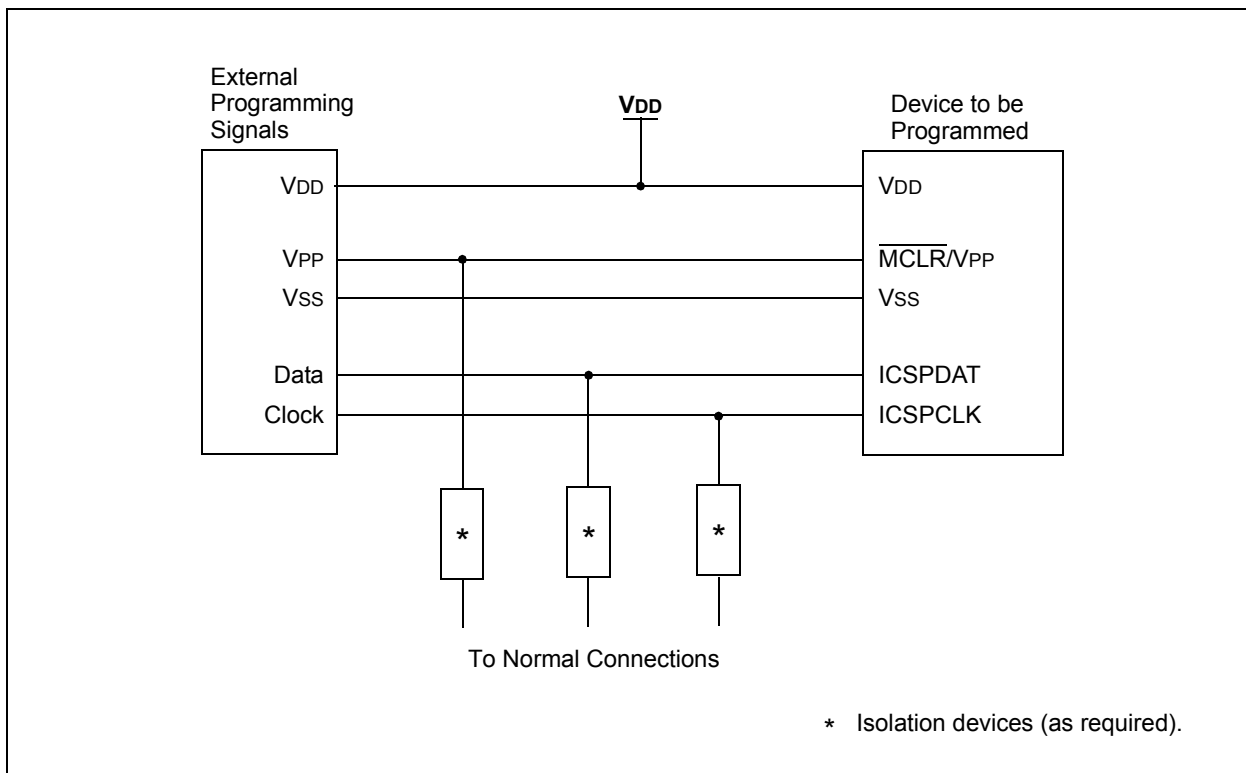 External
Programming
Signals
VDD
Device to be
Programmed
VDD
VDD
VPP
MCLR/VPP
VSS
VSS
Data
ICSPDAT
Clock
ICSPCLK
*
*
*
To Normal Connections
* Isolation devices (as required).